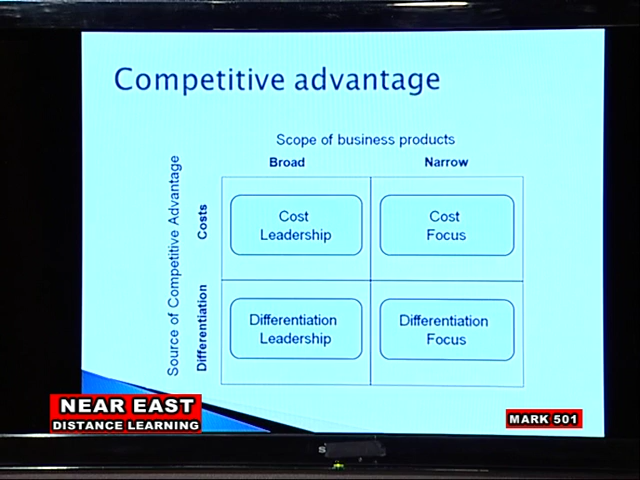 Competitive advantage
Scope of business products
Broad
Narrow
Source of Competitive Advantage
Costs
Cost
Leadership
Cost
Focus
Differentiation
Differentiation
Leadership
Differentiation
Focus
NEAR EAST
DISTANCE LEARNING
MARK 501